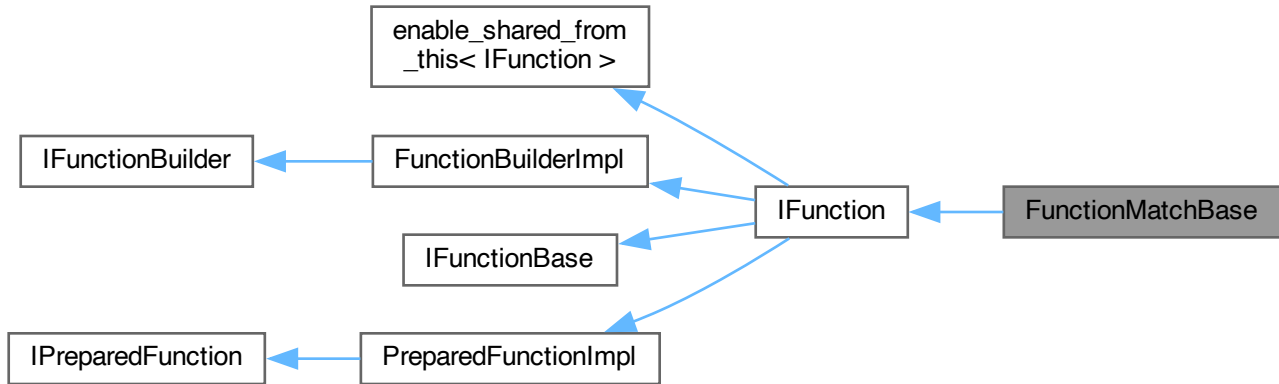 enable_shared_from
_this< IFunction >
IFunctionBuilder
FunctionBuilderImpl
IFunction
FunctionMatchBase
IFunctionBase
IPreparedFunction
PreparedFunctionImpl